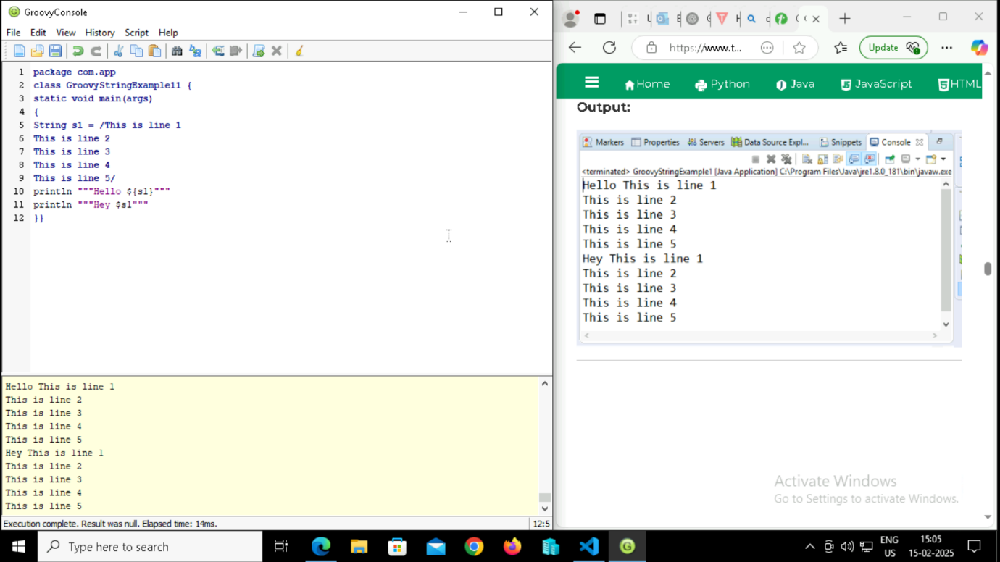 GroovyConsole
File Edit View History Script Help
1 package com.app
2 class GroovyStringExample11 {
3 static void main(args)
4 {
5 String s1 = /This is line 1
6 This is line 2
7 This is line 3
8 This is line 4
9 This is line 5/
10 println """Hello ${s1}"""
11 println """Hey $s1"""
12 }}
Hello This is line 1
This is line 2
This is line 3
This is line 4
This is line 5
Hey This is line 1
This is line 2
This is line 3
This is line 4
This is line 5
Execution complete. Result was null. Elapsed time: 14ms.
12:5
https://www.t...
Update
Home Python Java JavaScript HTML
Output:
Markers Properties Servers Data Source Expl... Snippets Console
<terminated> GroovyStringExample1 [Java Application] C:\Program Files\Java\jre1.8.0_181\bin\javaw.exe
Hello This is line 1
This is line 2
This is line 3
This is line 4
This is line 5
Hey This is line 1
This is line 2
This is line 3
This is line 4
This is line 5
Activate Windows
Go to Settings to activate Windows.
Type here to search
ENG
US
15:05
15-02-2025